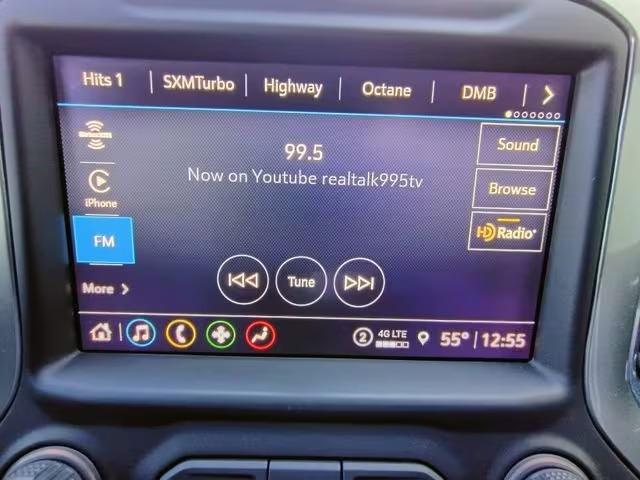 Hits 1
SXMTurbo
Highway
Octane
DMB
Sound
99.5
Now on Youtube realtalk995tv
iPhone
Browse
FM
HD Radio
More
Tune
2
4G LTE
55°
12:55